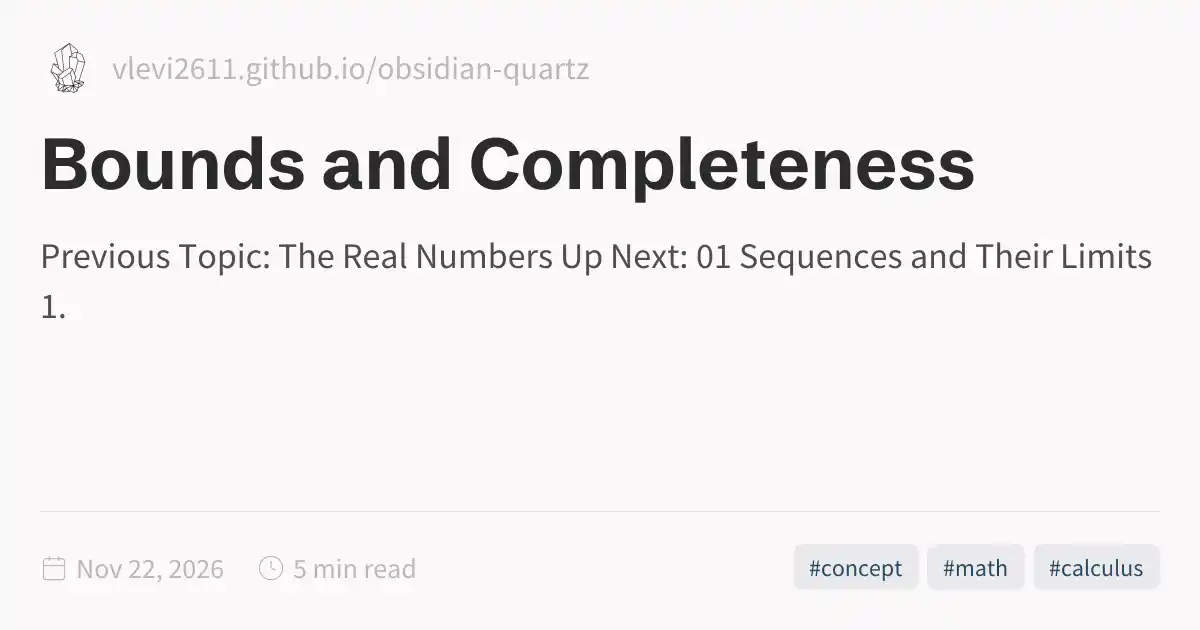 vlevi2611.github.io/obsidian-quartz
Bounds and Completeness
Previous Topic: The Real Numbers Up Next: 01 Sequences and Their Limits
1.
Nov 22, 2026 5 min read #concept #math #calculus